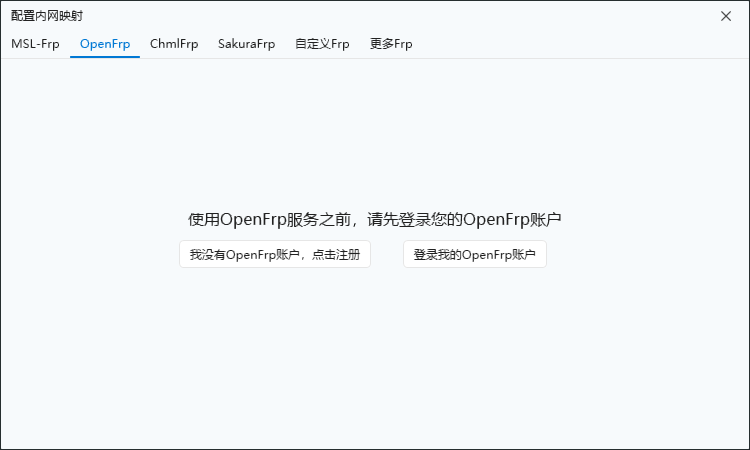 配置内网映射
MSL-Frp OpenFrp ChmlFrp SakuraFrp 自定义Frp 更多Frp
使用OpenFrp服务之前，请先登录您的OpenFrp账户
我没有OpenFrp账户，点击注册 登录我的OpenFrp账户